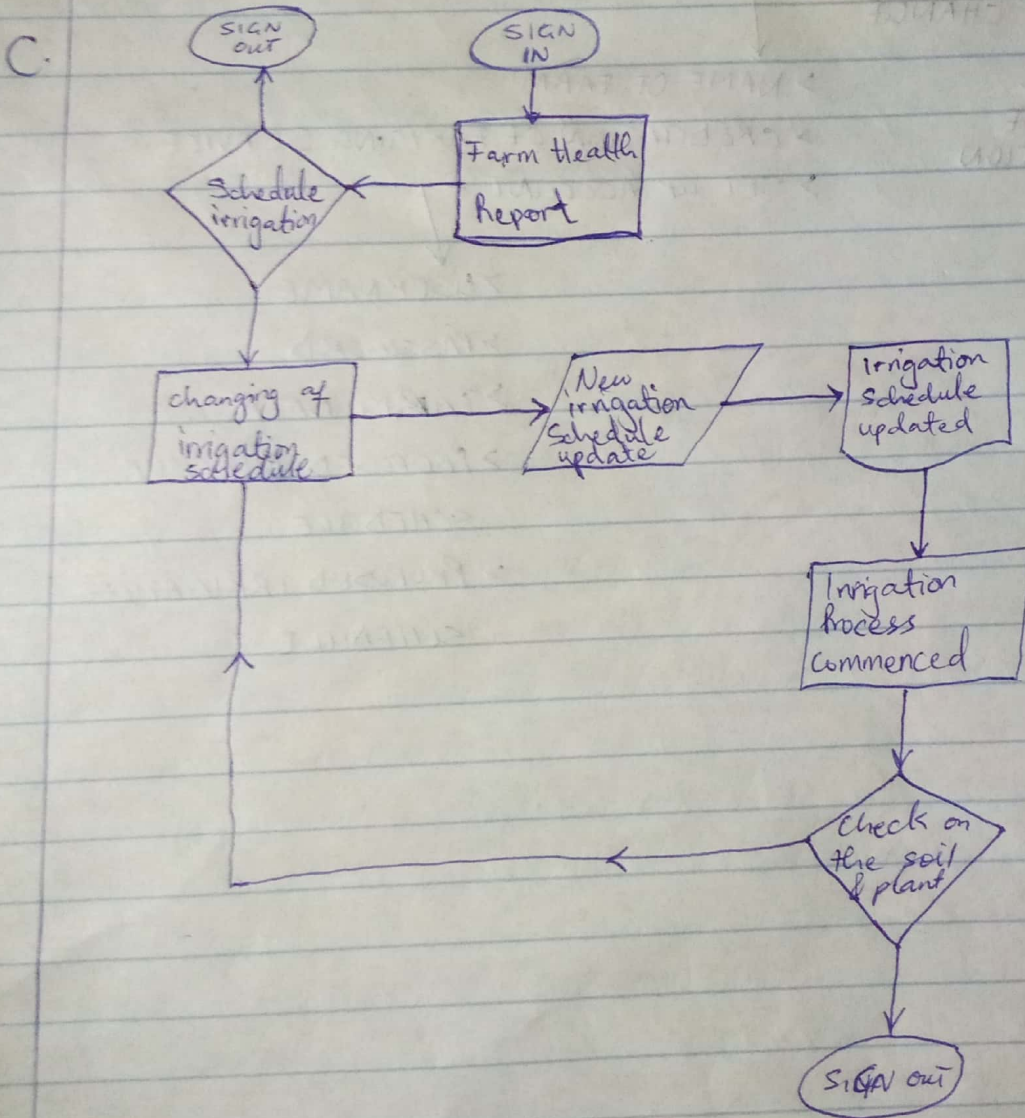 C.
SIGN
OUT
SIGN
IN
Farm Health
Report
Schedule
irrigation
changing of
irrigation
schedule
New
irrigation
Schedule
update
irrigation
Schedule
updated
Irrigation
Process
Commenced
Check on
the soil
& plant
SIGN OUT